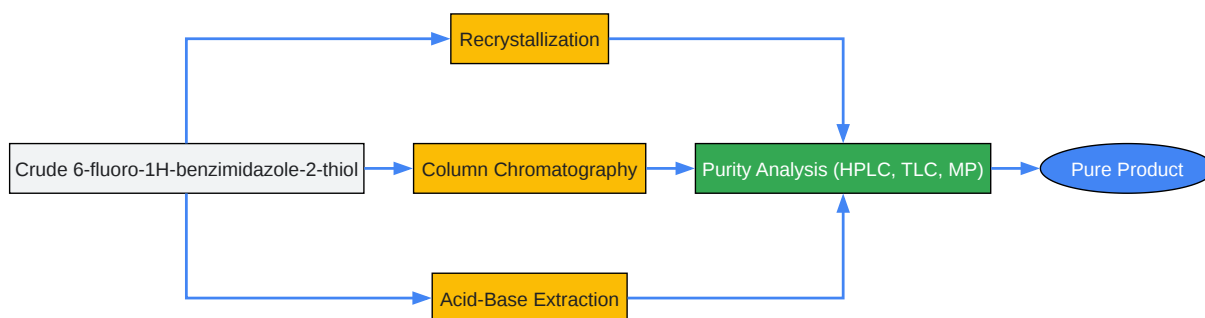 Recrystallization
Crude 6-fluoro-1H-benzimidazole-2-thiol
Column Chromatography
Purity Analysis (HPLC, TLC, MP)
Pure Product
Acid-Base Extraction